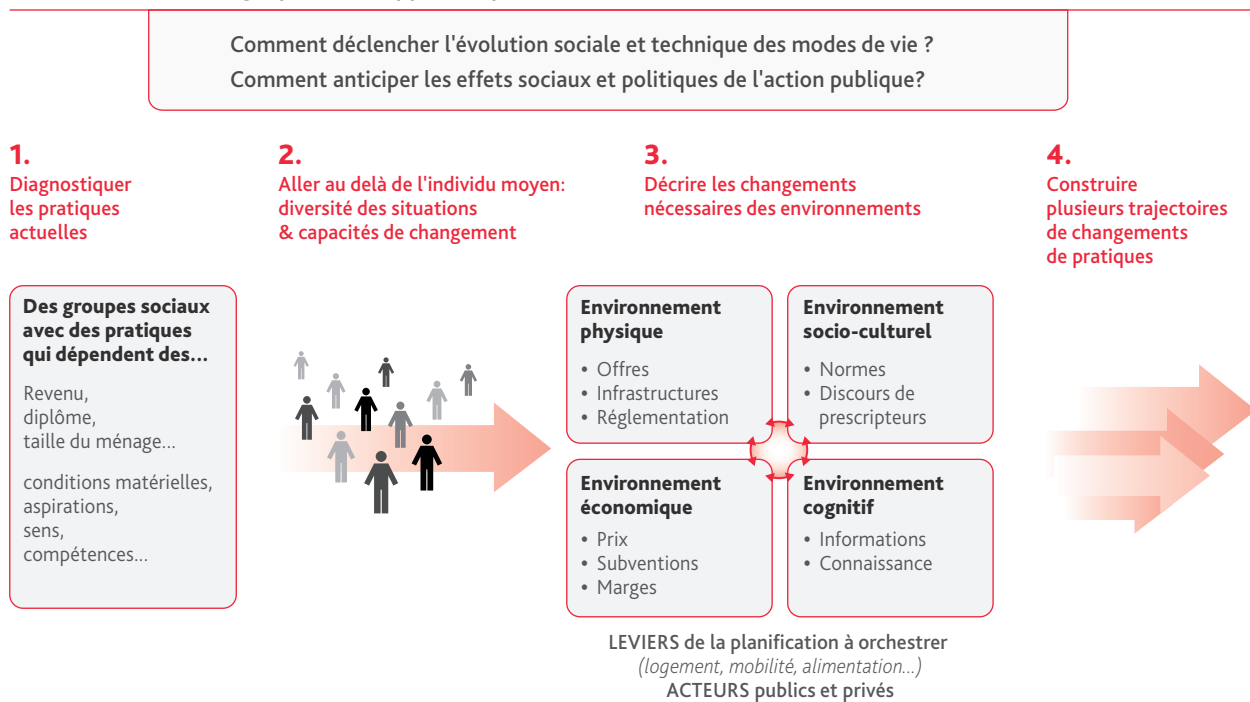 Comment déclencher l'évolution sociale et technique des modes de vie ?
Comment anticiper les effets sociaux et politiques de l'action publique?
1.
Diagnostiquer
les pratiques
actuelles
2.
Aller au delà de l'individu moyen:
diversité des situations
& capacités de changement
3.
Décrire les changements
nécessaires des environnements
4.
Construire
plusieurs trajectoires
de changements
de pratiques
Des groupes sociaux
avec des pratiques
qui dépendent des...
Revenu,
diplôme,
taille du ménage...
conditions matérielles,
aspirations,
sens,
compétences...
Environnement
physique
• Offres
• Infrastructures
• Réglementation
Environnement
socio-culturel
• Normes
• Discours de
prescripteurs
Environnement
économique
• Prix
• Subventions
• Marges
Environnement
cognitif
• Informations
• Connaissance
LEVIERS de la planification à orchestrer
(logement, mobilité, alimentation...)
ACTEURS publics et privés